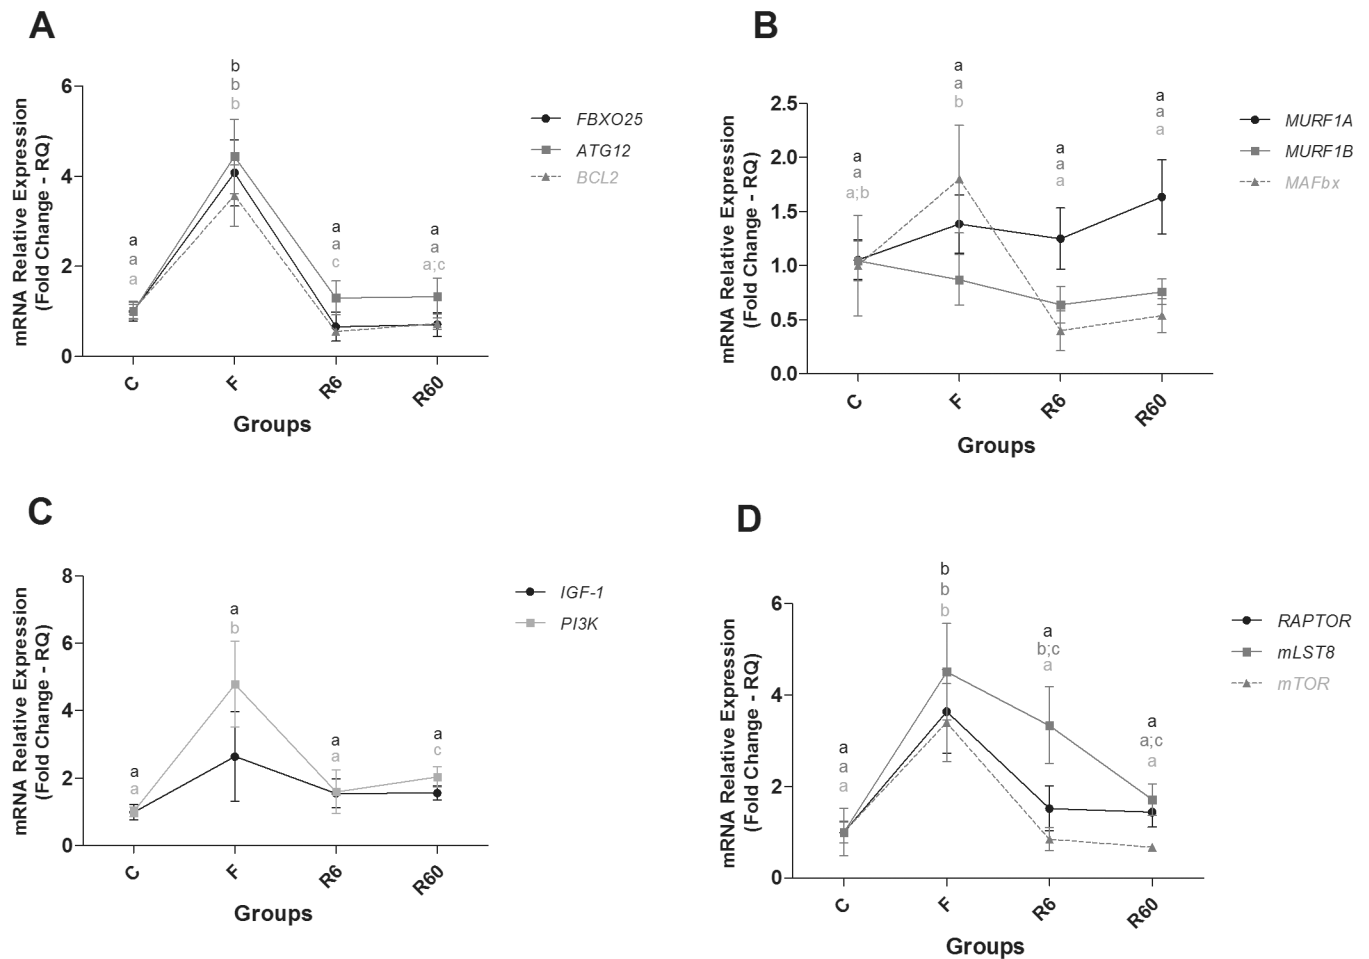 A
mRNA Relative Expression
(Fold Change - RQ)
6
4
2
0
a
a
a
b
b
b
a
a
c
a
a
a;c
C
F
R6
R60
Groups
FBXO25
ATG12
BCL2
B
mRNA Relative Expression
(Fold Change - RQ)
2.5
2.0
1.5
1.0
0.5
0.0
a
a
a;b
a
a
b
a
a
a
a
a
a
C
F
R6
R60
Groups
MURF1A
MURF1B
MAFbx
C
mRNA Relative Expression
(Fold Change - RQ)
8
6
4
2
0
a
a
a
b
a
a
a
c
C
F
R6
R60
Groups
IGF-1
PI3K
D
mRNA Relative Expression
(Fold Change - RQ)
6
4
2
0
a
a
a
b
b
b
a
b;c
a
a
a;c
a
C
F
R6
R60
Groups
RAPTOR
mLST8
mTOR